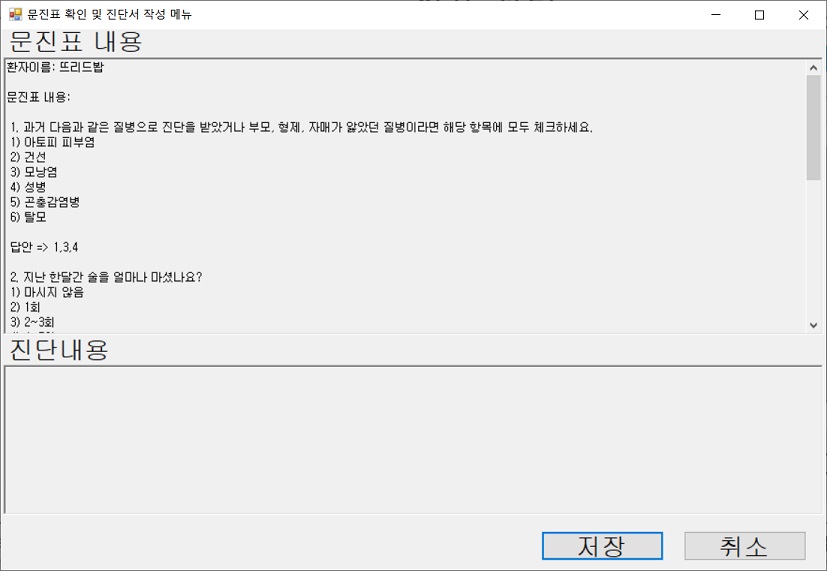 문진표 확인 및 진단서 작성 메뉴
문진표 내용
환자이름: 뜨리드밥
문진표 내용:
1. 과거 다음과 같은 질병으로 진단을 받았거나 부모, 형제, 자매가 앓았던 질병이라면 해당 항목에 모두 체크하세요.
1) 아토피 피부염
2) 건선
3) 모낭염
4) 성병
5) 곤충감염병
6) 탈모
답안 => 1,3,4
2. 지난 한달간 술을 얼마나 마셨나요?
1) 마시지 않음
2) 1회
3) 2~3회
진단내용
저장
취소